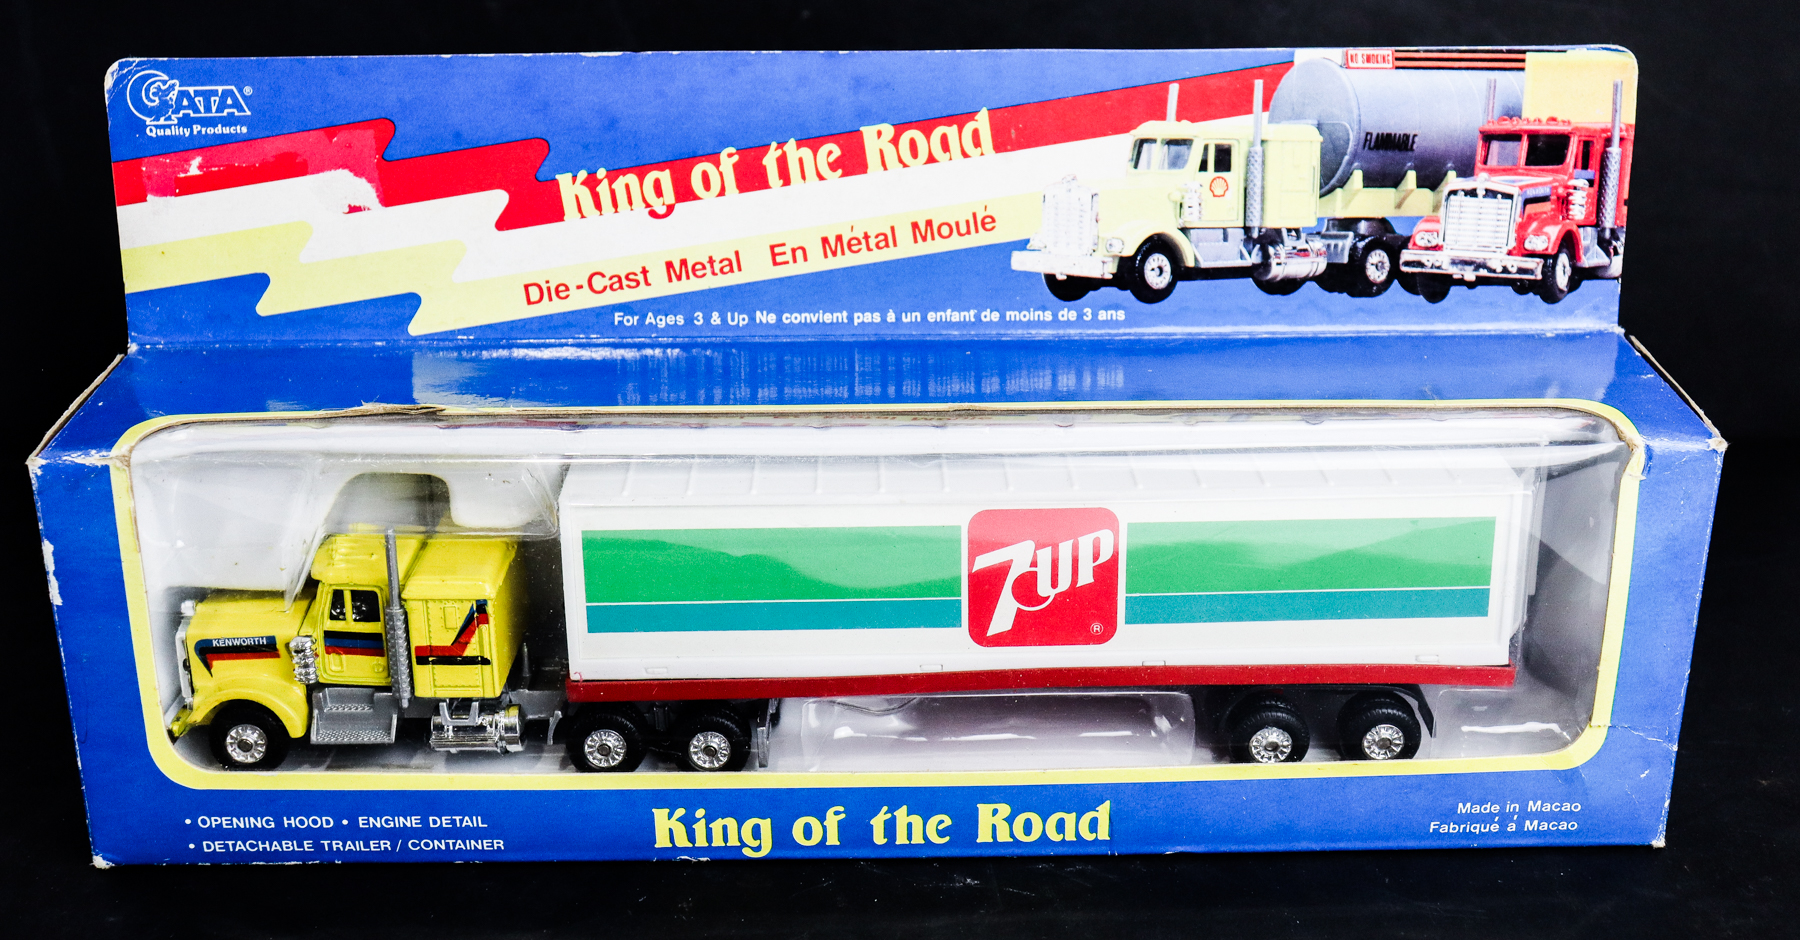 GATA®
Quality Products
King of the Road
Die-Cast Metal En Métal Moulé
For Ages 3 & Up Ne convient pas à un enfant de moins de 3 ans
NO SMOKING
FLAMMABLE
KENWORTH
7UP
®
• OPENING HOOD • ENGINE DETAIL
• DETACHABLE TRAILER / CONTAINER
King of the Road
Made in Macao
Fabriqué á Macao